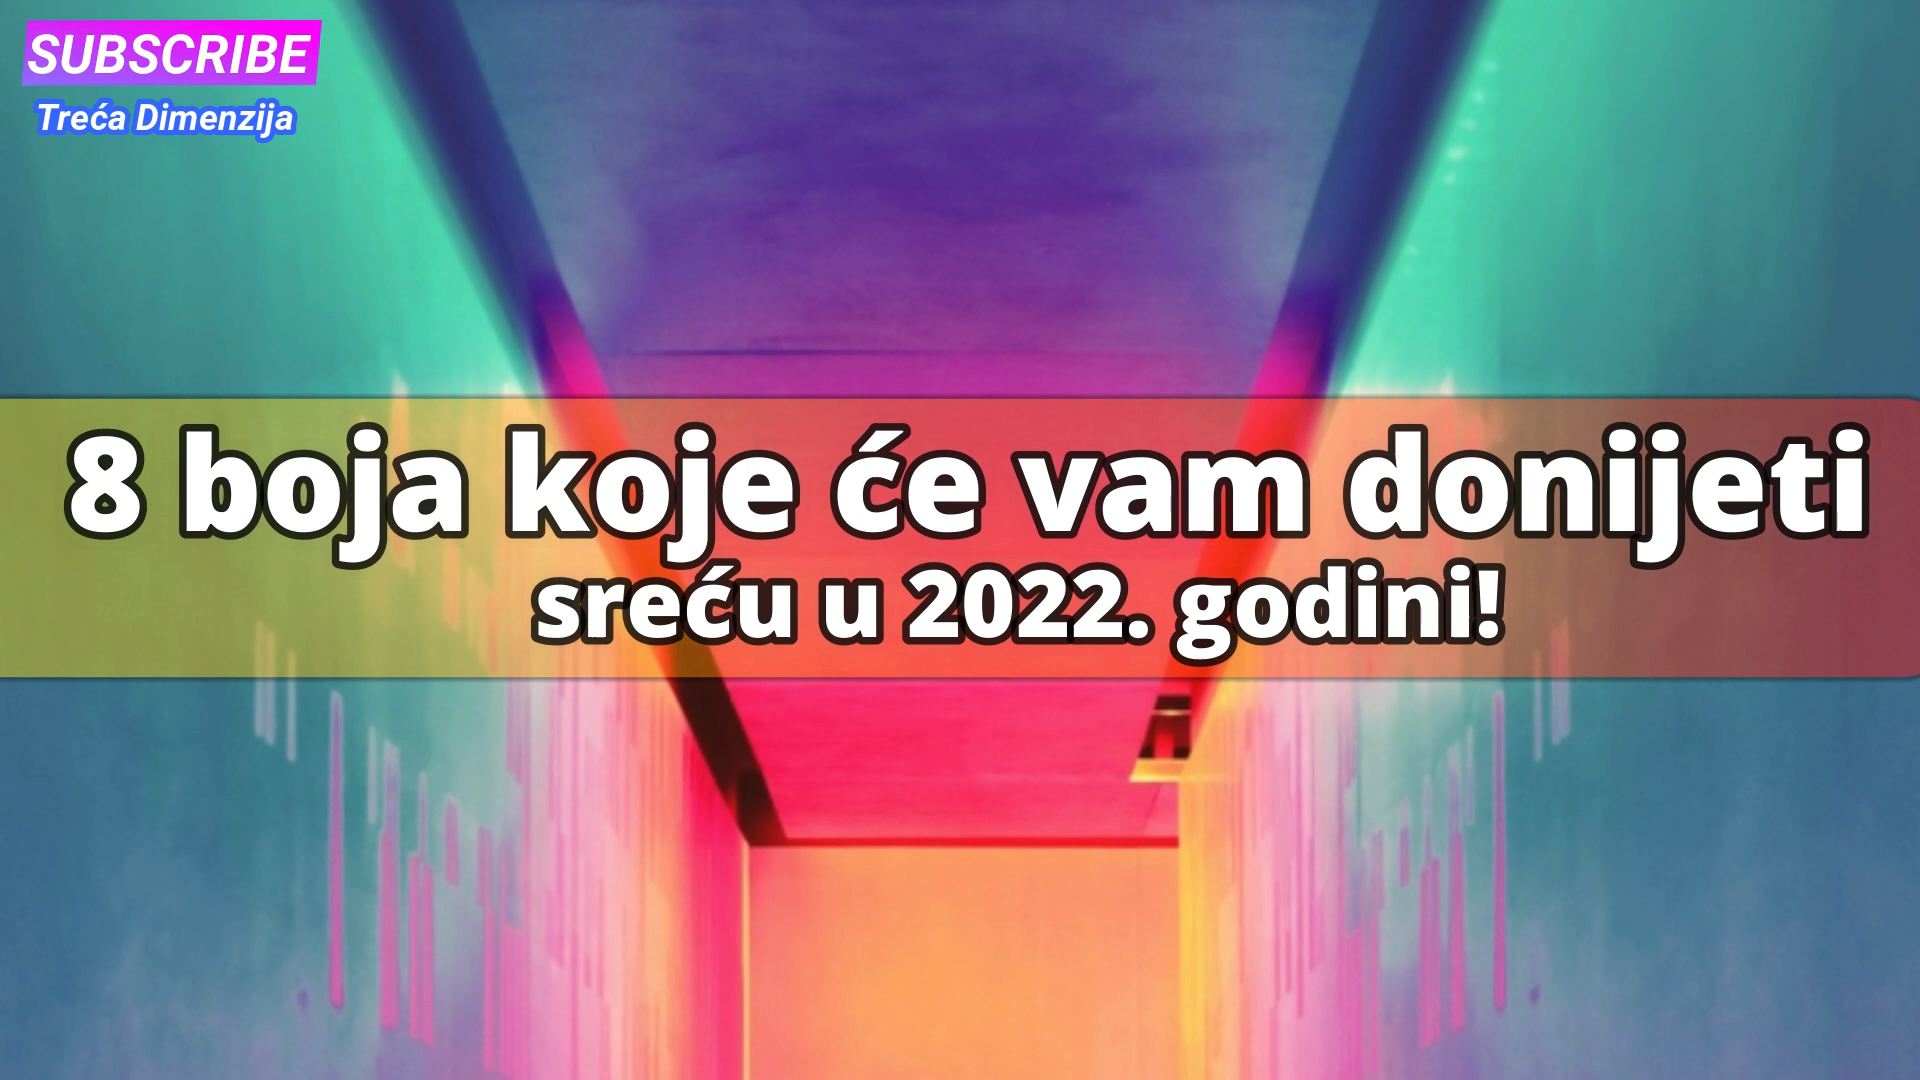 SUBSCRIBE
Treća Dimenzija
8 boja koje će vam donijeti
sreću u 2022. godini!